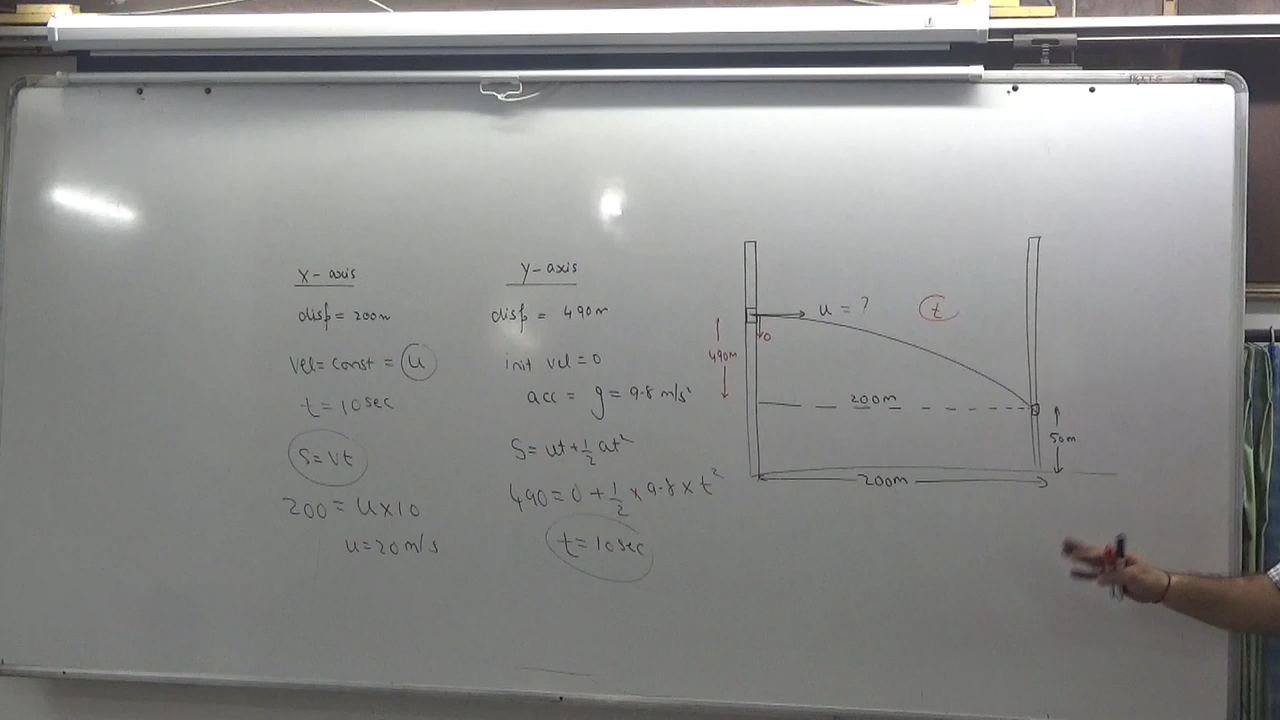 X-axis
disp = 200m
vel = const = u
t = 10 sec
S = vt
200 = u×10
u = 20 m/s
Y-axis
disp = 490m
init vel = 0
acc = g = 9.8 m/s²
S = ut + 1/2 at²
490 = 0 + 1/2 × 9.8 × t²
t = 10 sec
u = ?
t
0
490m
200m
50m
200m